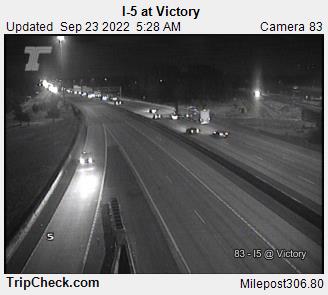 I-5 at Victory
Updated Sep 23 2022 5:28 AM Camera 83
T
5
83 - I5 @ Victory
TripCheck.com Milepost306.80